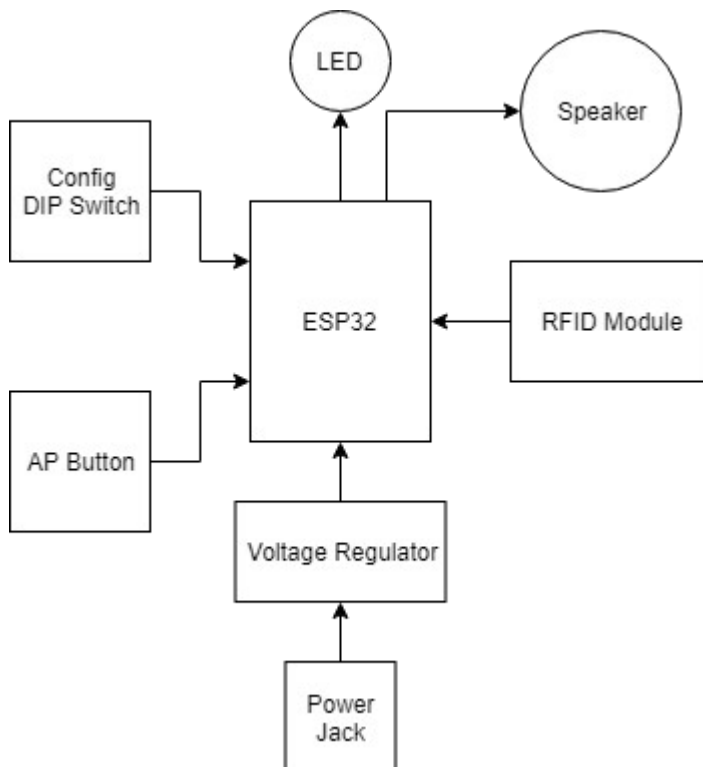 LED
Speaker
Config
DIP Switch
ESP32
RFID Module
AP Button
Voltage Regulator
Power
Jack